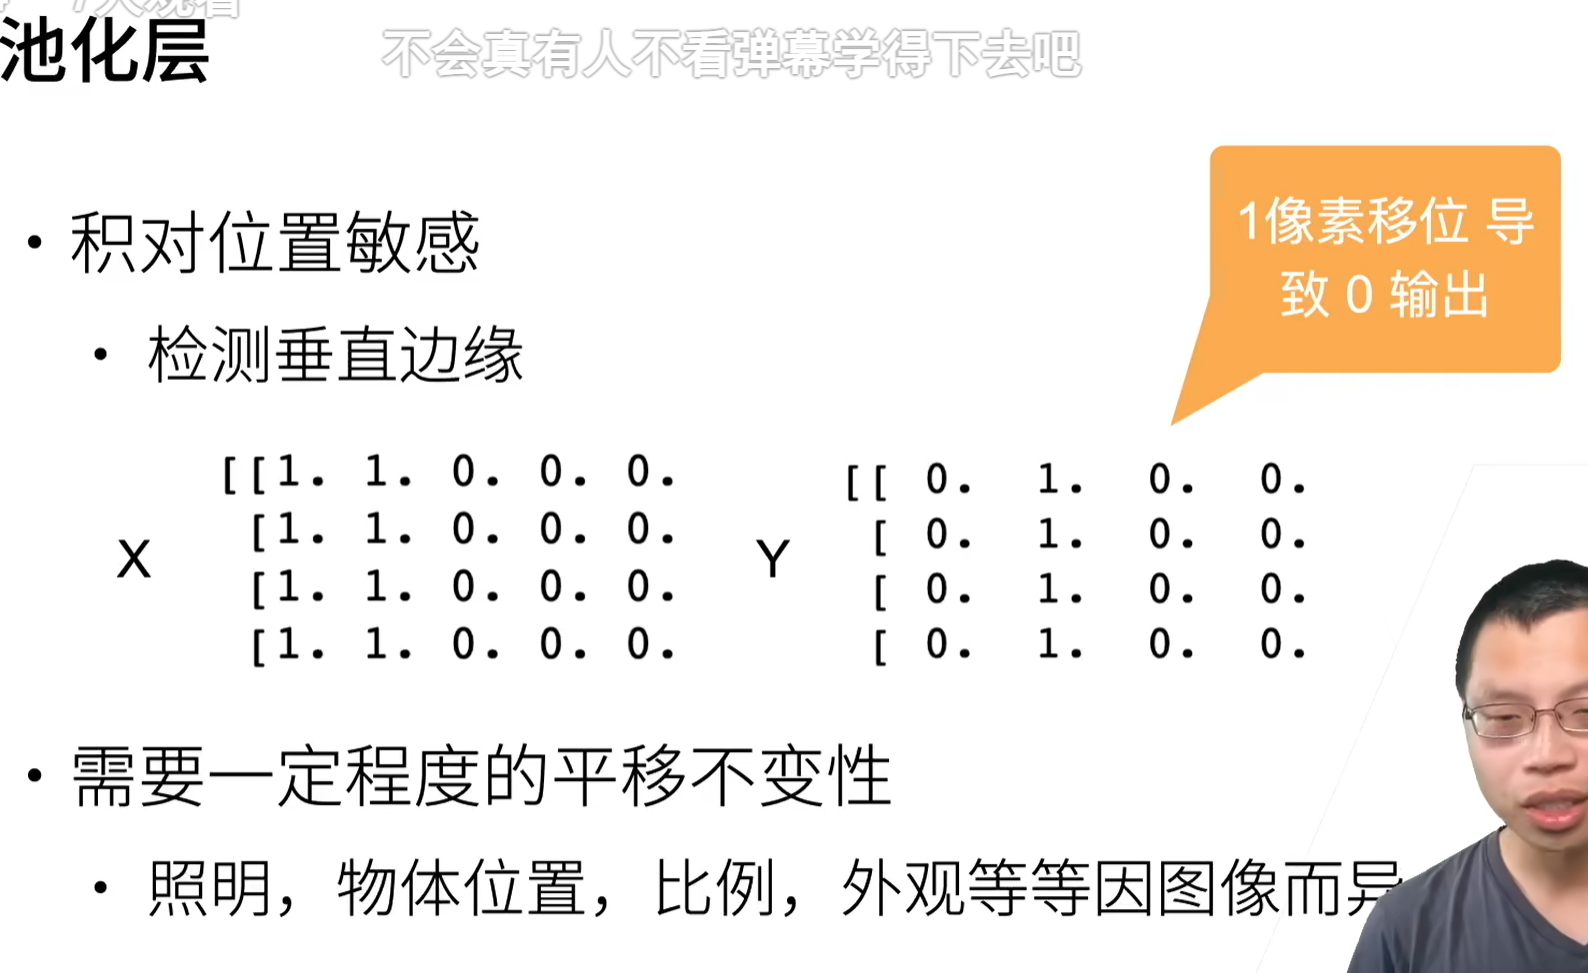 池化层
不会真有人不看弹幕学得下去吧
1像素移位 导
致 0 输出
• 积对位置敏感
• 检测垂直边缘
X
[[1. 1. 0. 0. 0.
[1. 1. 0. 0. 0.
[1. 1. 0. 0. 0.
[1. 1. 0. 0. 0.
Y
[[ 0. 1. 0. 0.
[ 0. 1. 0. 0.
[ 0. 1. 0. 0.
[ 0. 1. 0. 0.
• 需要一定程度的平移不变性
• 照明，物体位置，比例，外观等等因图像而异